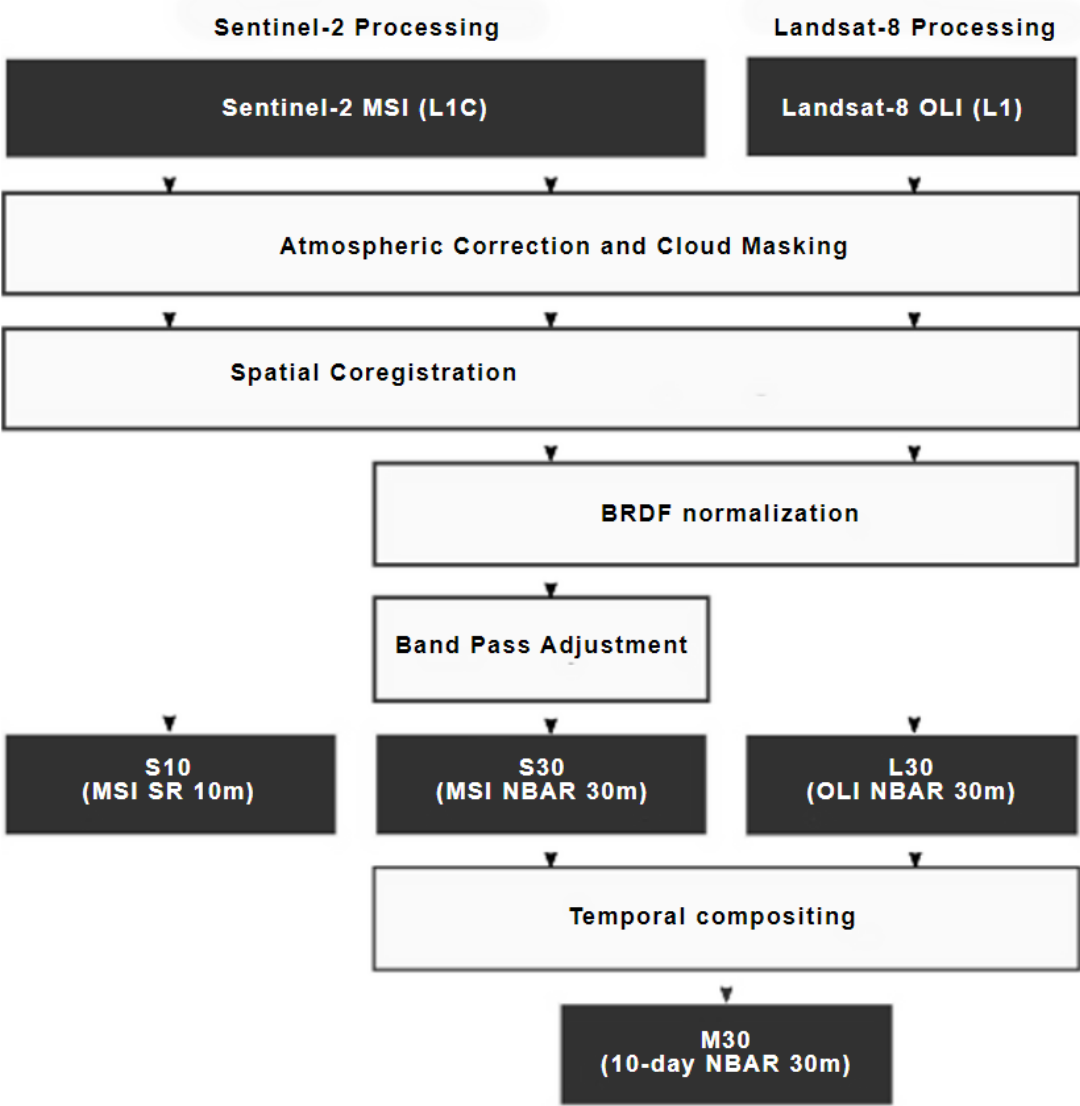 Sentinel-2 Processing
Landsat-8 Processing
Sentinel-2 MSI (L1C)
Landsat-8 OLI (L1)
Atmospheric Correction and Cloud Masking
Spatial Coregistration
BRDF normalization
Band Pass Adjustment
S10
(MSI SR 10m)
S30
(MSI NBAR 30m)
L30
(OLI NBAR 30m)
Temporal compositing
M30
(10-day NBAR 30m)